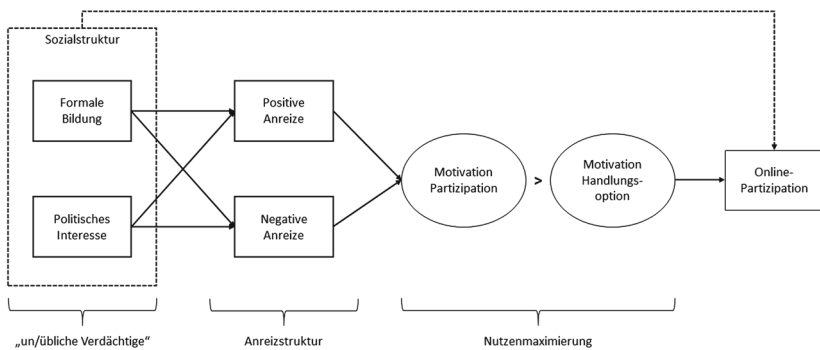 Sozialstruktur
Formale
Bildung
Positive
Anreize
Motivation
Partizipation
>
Motivation
Handlungs-
option
Online-
Partizipation
Politisches
Interesse
Negative
Anreize
„un/übliche Verdächtige“
Anreizstruktur
Nutzenmaximierung